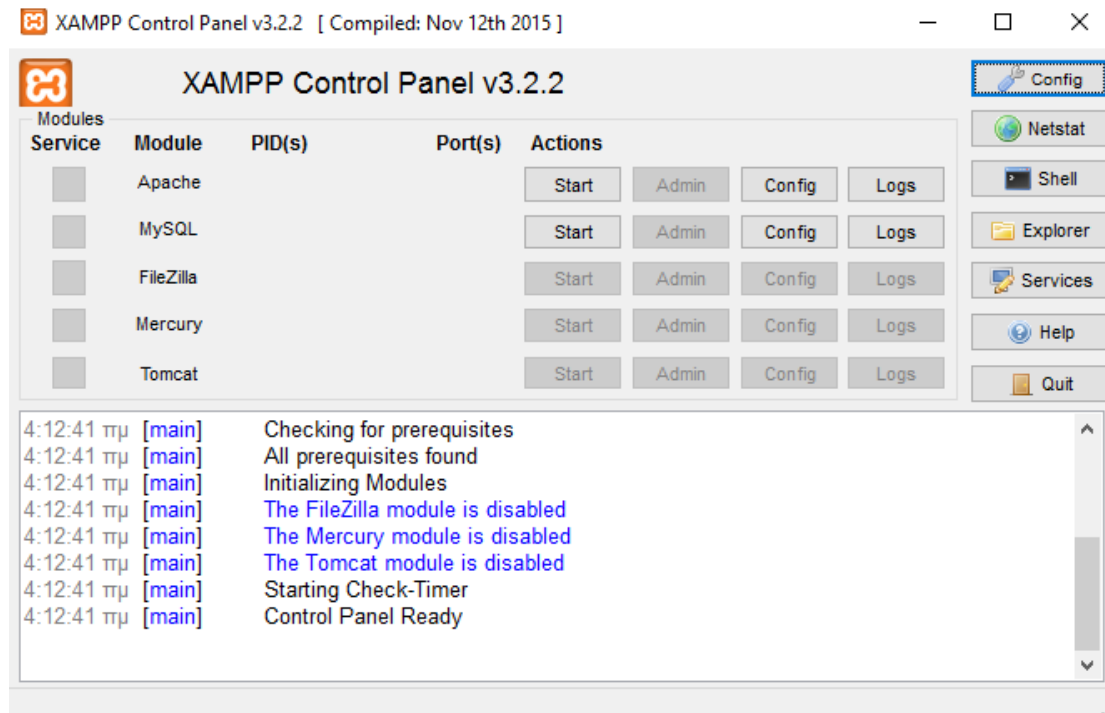 XAMPP Control Panel v3.2.2 [ Compiled: Nov 12th 2015 ]
XAMPP Control Panel v3.2.2
Config
Modules
Service Module PID(s) Port(s) Actions
Netstat
Apache Start Admin Config Logs
Shell
MySQL Start Admin Config Logs
Explorer
FileZilla Start Admin Config Logs
Services
Mercury Start Admin Config Logs
Help
Tomcat Start Admin Config Logs
Quit
4:12:41 πμ [main] Checking for prerequisites
4:12:41 πμ [main] All prerequisites found
4:12:41 πμ [main] Initializing Modules
4:12:41 πμ [main] The FileZilla module is disabled
4:12:41 πμ [main] The Mercury module is disabled
4:12:41 πμ [main] The Tomcat module is disabled
4:12:41 πμ [main] Starting Check-Timer
4:12:41 πμ [main] Control Panel Ready